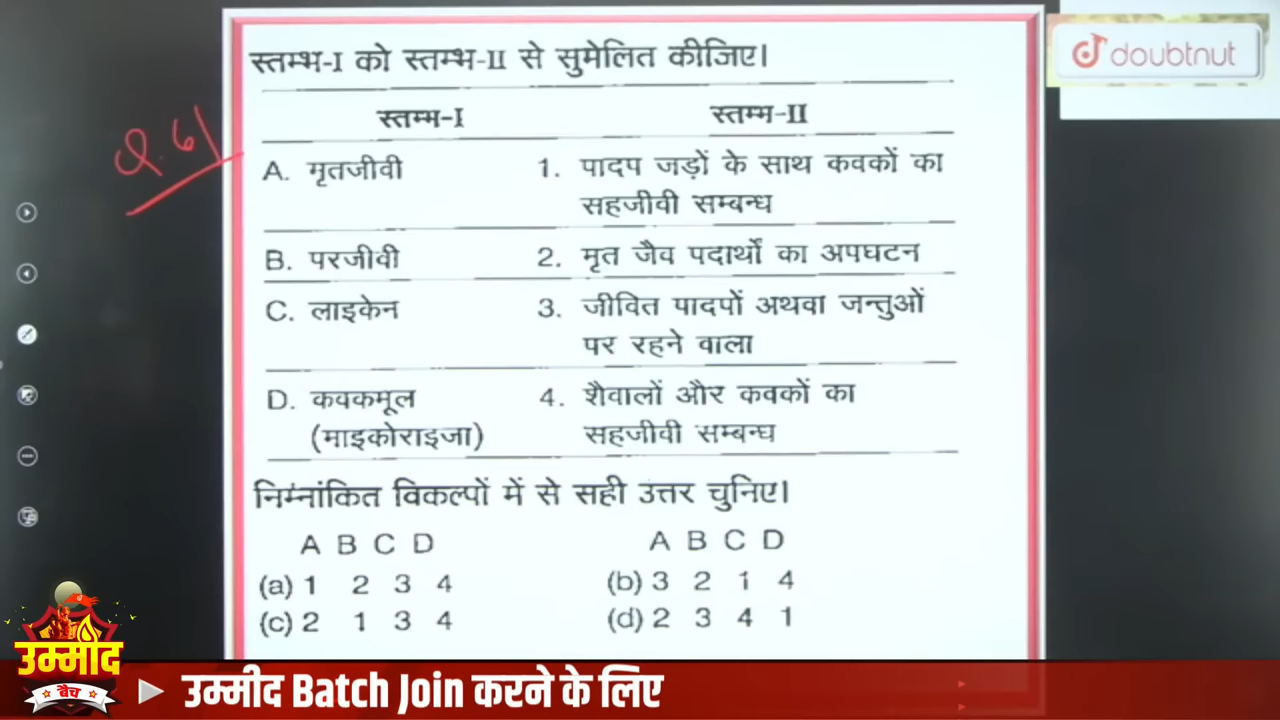 स्तम्भ-I को स्तम्भ-II से सुमेलित कीजिए।
doubtnut
Q.6)
स्तम्भ-I स्तम्भ-II
A. मृतजीवी 1. पादप जड़ों के साथ कवकों का
सहजीवी सम्बन्ध
B. परजीवी 2. मृत जैव पदार्थों का अपघटन
C. लाइकेन 3. जीवित पादपों अथवा जन्तुओं
पर रहने वाला
D. कवकमूल 4. शैवालों और कवकों का
(माइकोराइजा) सहजीवी सम्बन्ध
निम्नांकित विकल्पों में से सही उत्तर चुनिए।
A B C D A B C D
(a) 1 2 3 4 (b) 3 2 1 4
(c) 2 1 3 4 (d) 2 3 4 1
उम्मीद
बैच
उम्मीद Batch Join करने के लिए